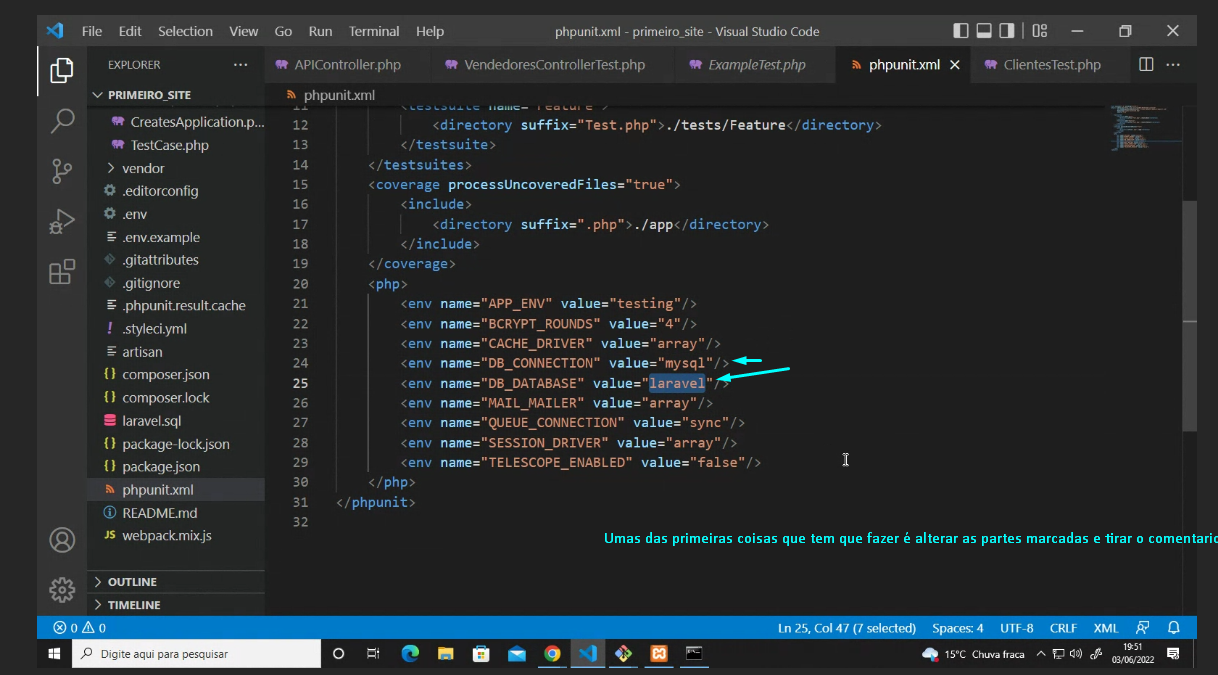 File Edit Selection View Go Run Terminal Help
phpunit.xml - primeiro_site - Visual Studio Code
EXPLORER
APIController.php
VendedoresControllerTest.php
ExampleTest.php
phpunit.xml
ClientesTest.php
PRIMEIRO_SITE
CreatesApplication.p...
TestCase.php
vendor
.editorconfig
.env
.env.example
.gitattributes
.gitignore
.phpunit.result.cache
.styleci.yml
artisan
composer.json
composer.lock
laravel.sql
package-lock.json
package.json
phpunit.xml
README.md
JS webpack.mix.js
OUTLINE
TIMELINE
phpunit.xml
11 <testsuite name="Feature">
12 <directory suffix="Test.php">./tests/Feature</directory>
13 </testsuite>
14 </testsuites>
15 <coverage processUncoveredFiles="true">
16 <include>
17 <directory suffix=".php">./app</directory>
18 </include>
19 </coverage>
20 <php>
21 <env name="APP_ENV" value="testing"/>
22 <env name="BCRYPT_ROUNDS" value="4"/>
23 <env name="CACHE_DRIVER" value="array"/>
24 <env name="DB_CONNECTION" value="mysql"/>
25 <env name="DB_DATABASE" value="laravel"/>
26 <env name="MAIL_MAILER" value="array"/>
27 <env name="QUEUE_CONNECTION" value="sync"/>
28 <env name="SESSION_DRIVER" value="array"/>
29 <env name="TELESCOPE_ENABLED" value="false"/>
30 </php>
31 </phpunit>
32
Umas das primeiras coisas que tem que fazer é alterar as partes marcadas e tirar o comentario
0 0
Ln 25, Col 47 (7 selected) Spaces: 4 UTF-8 CRLF XML
Digite aqui para pesquisar
15°C Chuva fraca
19:51
03/06/2022